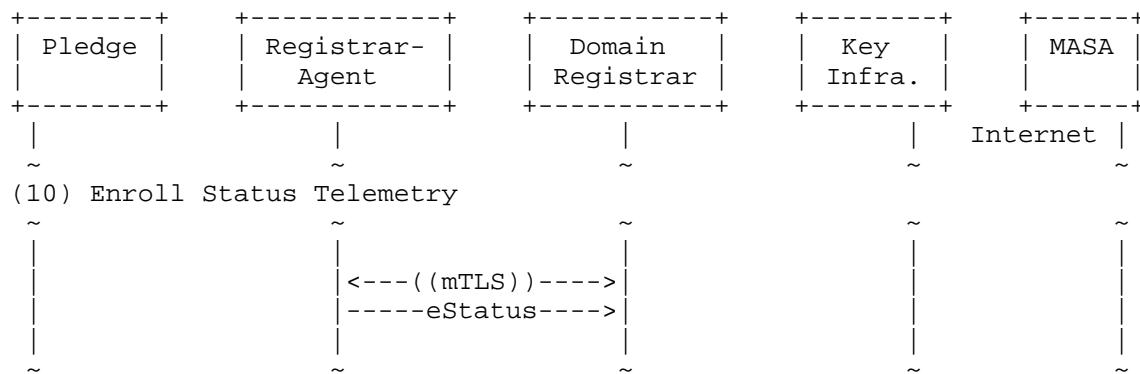 Pledge Registrar- Domain Key MASA
Agent Registrar Infra.
Internet
(10) Enroll Status Telemetry
<---((mTLS))---->
-----eStatus---->